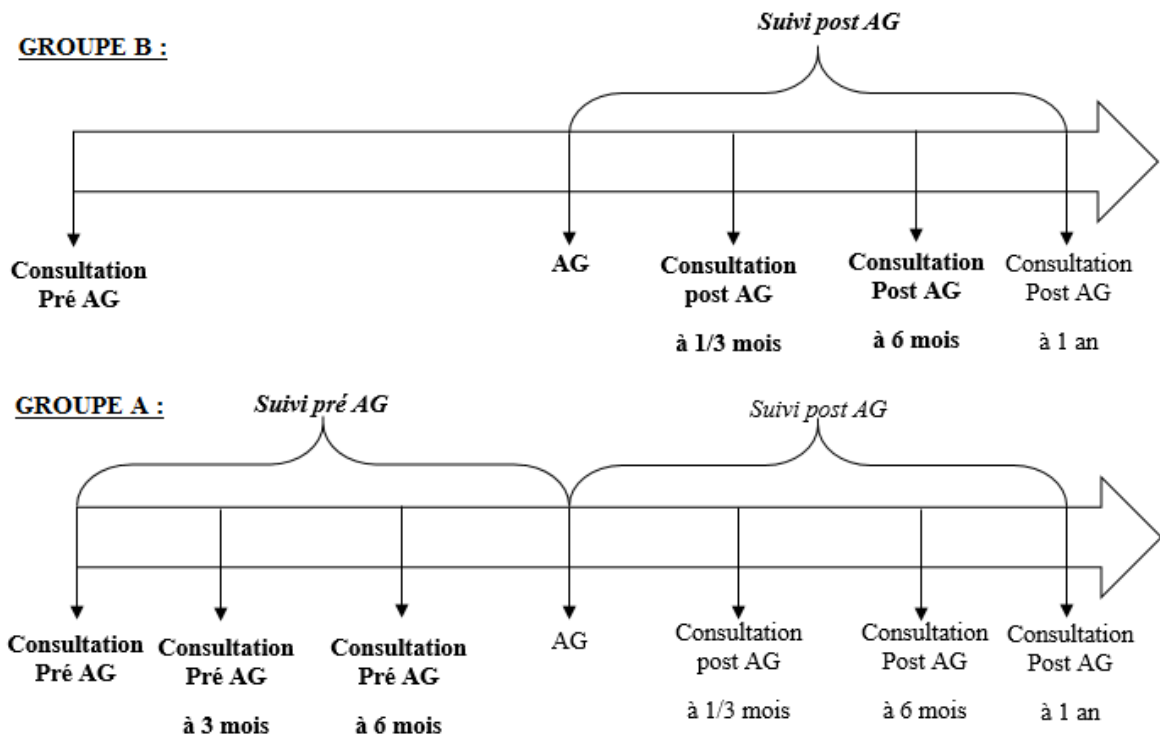 Suivi post AG
GROUPE B :
Consultation
Pré AG
AG
Consultation
post AG
à 1/3 mois
Consultation
Post AG
à 6 mois
Consultation
Post AG
à 1 an
GROUPE A :
Suivi pré AG
Suivi post AG
Consultation
Pré AG
Consultation
Pré AG
à 3 mois
Consultation
Pré AG
à 6 mois
AG
Consultation
post AG
à 1/3 mois
Consultation
Post AG
à 6 mois
Consultation
Post AG
à 1 an